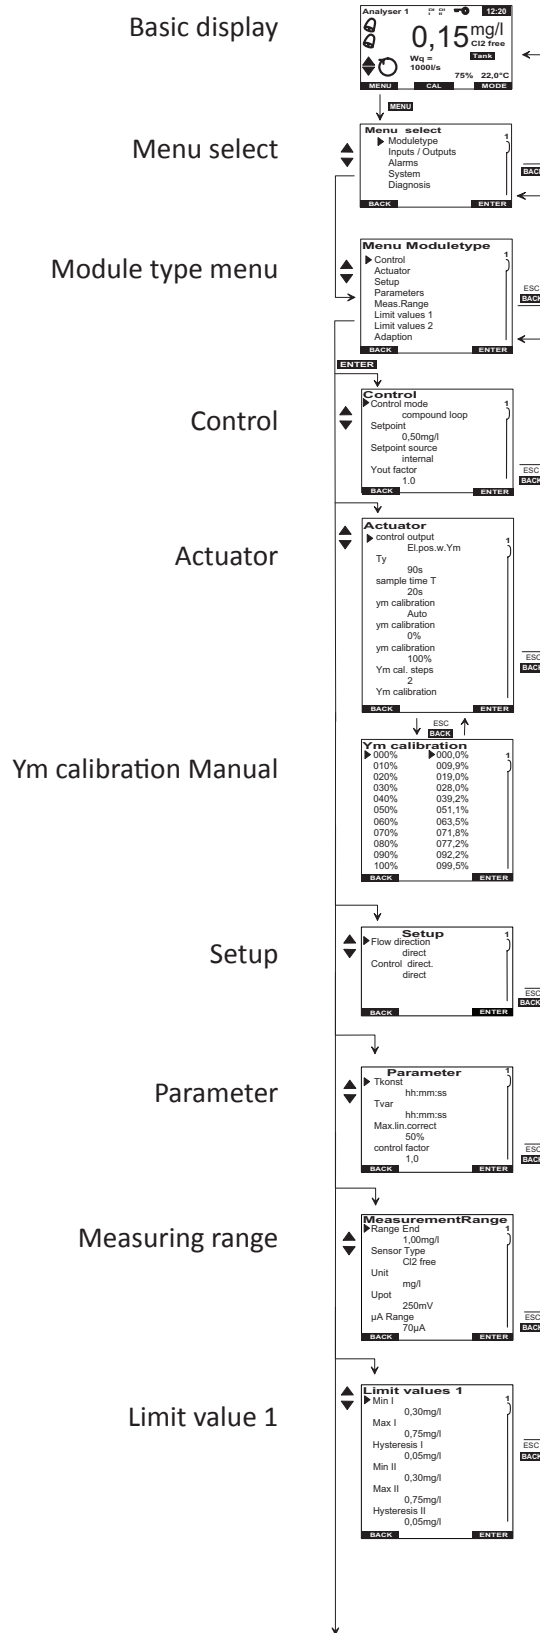 Basic display
Analyser 1 DI I DI II 12:20
0,15 mg/l
Cl2 free
Tank
Wq =
1000l/s
75% 22,0°C
MENU CAL MODE
MENU
Menu select
Menu select
1
Moduletype
Inputs / Outputs
Alarms
System
Diagnosis
BACK ENTER
BACK
Module type menu
Menu Moduletype
1
Control
Actuator
Setup
Parameters
Meas.Range
Limit values 1
Limit values 2
Adaption
BACK ENTER
ESC
BACK
ENTER
Control
Control
1
Control mode
compound loop
Setpoint
0,50mg/l
Setpoint source
internal
Yout factor
1.0
BACK ENTER
ESC
BACK
Actuator
Actuator
1
control output
El.pos.w.Ym
Ty
90s
sample time T
20s
ym calibration
Auto
ym calibration
0%
ym calibration
100%
Ym cal. steps
2
Ym calibration
BACK ENTER
ESC
BACK
ESC
BACK
Ym calibration Manual
Ym calibration
1
000% 000,0%
010% 009,9%
020% 019,0%
030% 028,0%
040% 039,2%
050% 051,1%
060% 063,5%
070% 071,8%
080% 077,2%
090% 092,2%
100% 099,5%
BACK ENTER
Setup
Setup
1
Flow direction
direct
Control direct.
direct
BACK ENTER
ESC
BACK
Parameter
Parameter
1
Tkonst
hh:mm:ss
Tvar
hh:mm:ss
Max.lin.correct
50%
control factor
1,0
BACK ENTER
ESC
BACK
Measuring range
MeasurementRange
1
Range End
1,00mg/l
Sensor Type
Cl2 free
Unit
mg/l
Upot
250mV
µA Range
70µA
BACK ENTER
ESC
BACK
Limit value 1
Limit values 1
1
Min I
0,30mg/l
Max I
0,75mg/l
Hysteresis I
0,05mg/l
Min II
0,30mg/l
Max II
0,75mg/l
Hysteresis II
0,05mg/l
BACK ENTER
ESC
BACK